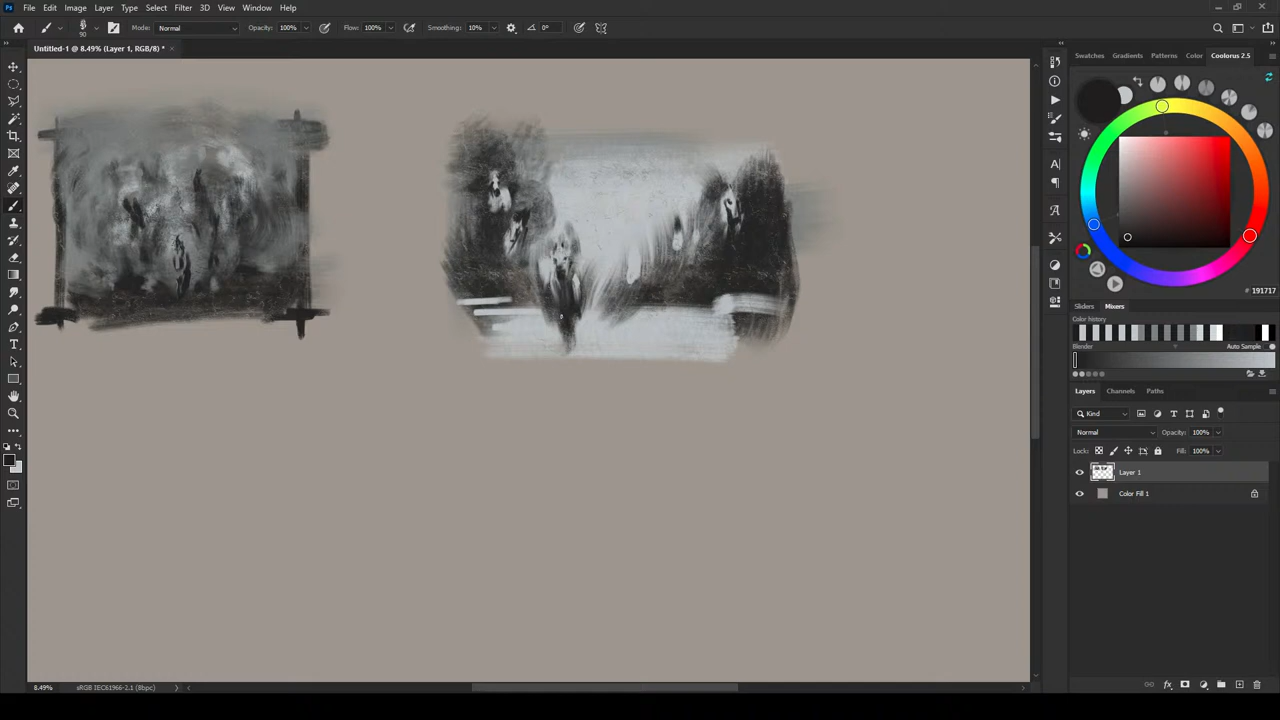 File Edit Image Layer Type Select Filter 3D View Window Help
90 Mode: Normal Opacity: 100% Flow: 100% Smoothing: 10% 0°
Untitled-1 @ 8.49% (Layer 1, RGB/8) *
Swatches Gradients Patterns Color Coolorus 2.5
# 191717
Sliders Mixers
Color history
Blender Auto Sample
Layers Channels Paths
Kind
Normal Opacity: 100%
Lock: Fill: 100%
Layer 1
Color Fill 1
8.49% sRGB IEC61966-2.1 (8bpc)